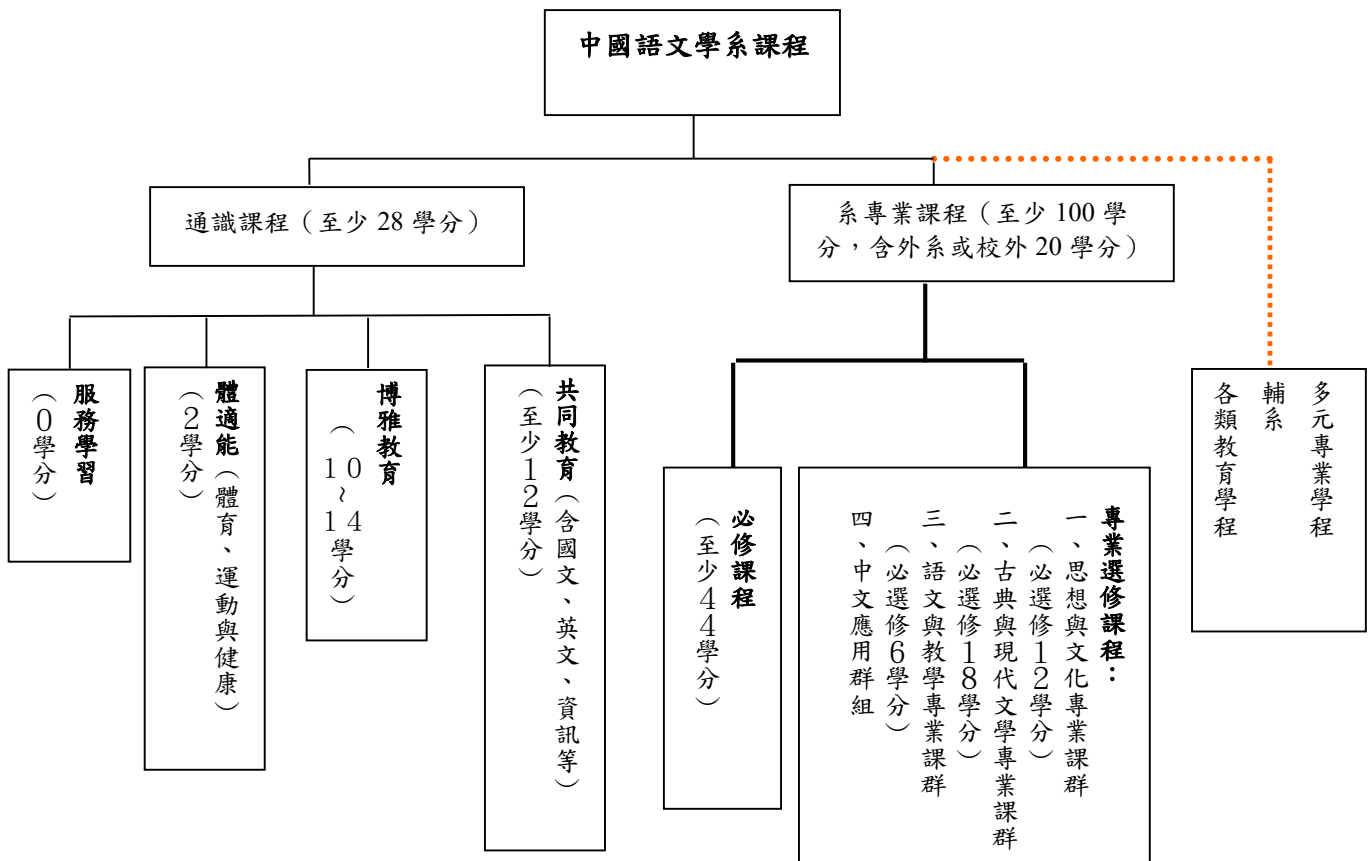 中國語文學系課程
通識課程（至少 28 學分）
系專業課程（至少 100 學
分，含外系或校外 20 學分）
服務學習
（０學分）
體適能（體育、運動與健康）
（２學分）
博雅教育
（１０～１４學分）
共同教育（含國文、英文、資訊等）
（至少１２學分）
必修課程
（至少４４學分）
專業選修課程：
一、思想與文化專業課群
（必選修１２學分）
二、古典與現代文學專業課群
（必選修１８學分）
三、語文與教學專業課群
（必選修６學分）
四、中文應用群組
多元專業學程
輔系
各類教育學程